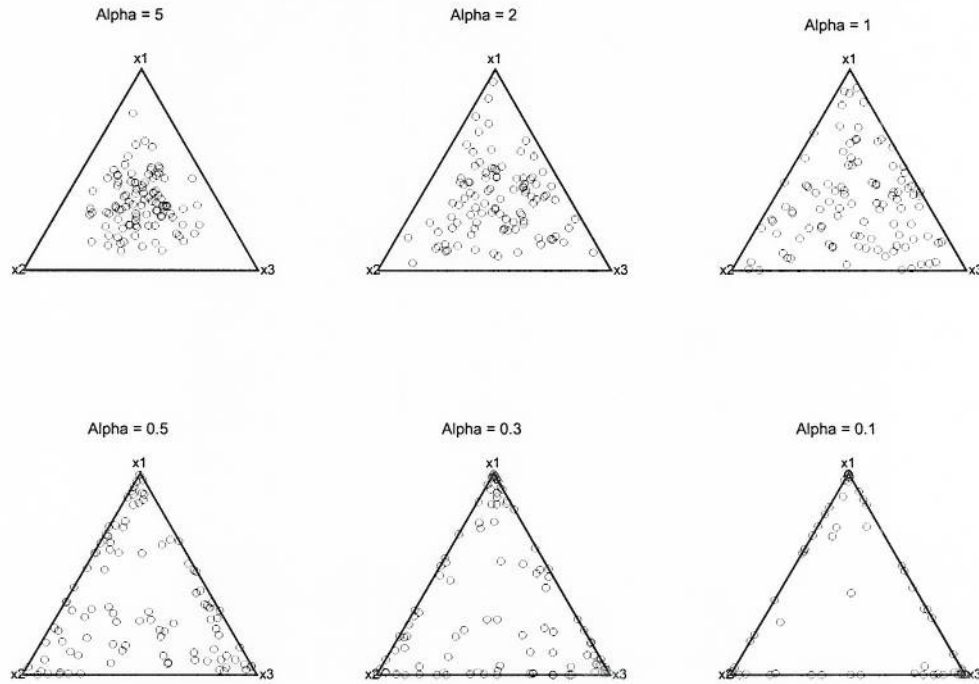 Alpha = 5
Alpha = 2
Alpha = 1
x1
x1
x1
x2
x3
x2
x3
x2
x3
Alpha = 0.5
Alpha = 0.3
Alpha = 0.1
x1
x1
x1
x2
x3
x2
x3
x2
x3